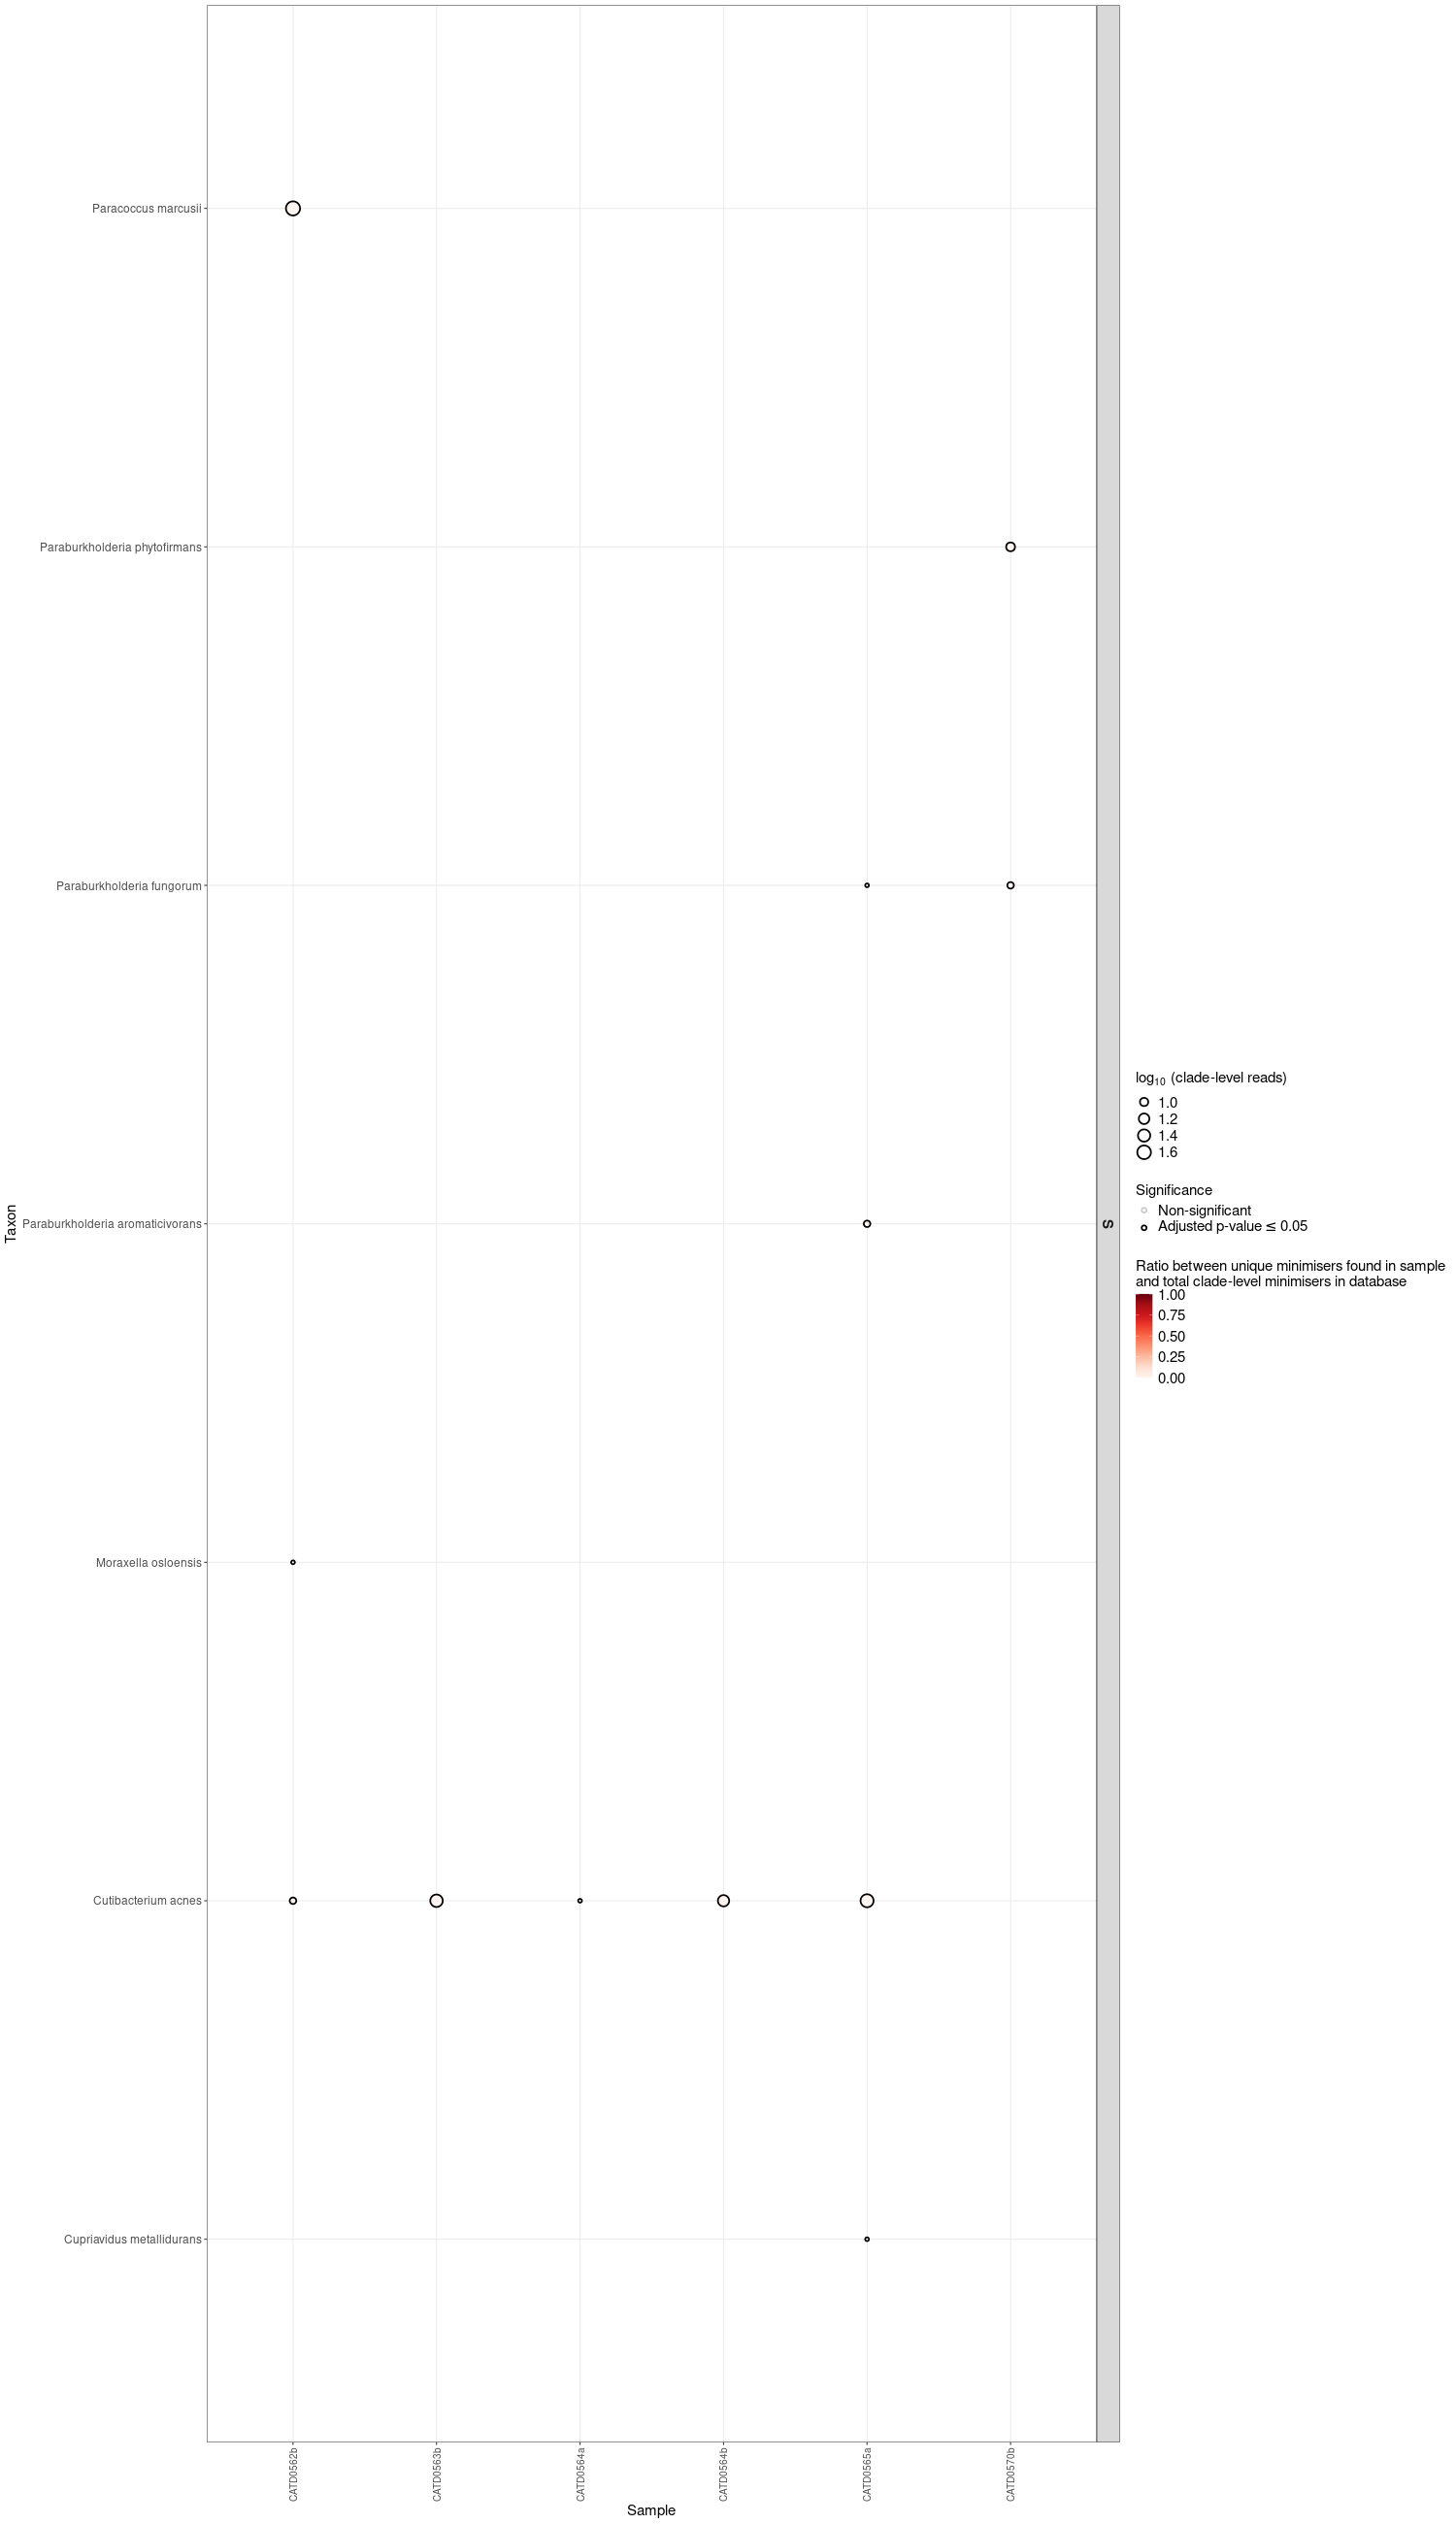 Paracoccus marcusii
Paraburkholderia phytofirmans
Paraburkholderia fungorum
Paraburkholderia aromaticivorans
Moraxella osloensis
Cutibacterium acnes
Cupriavidus metallidurans
Taxon
S
CATD0562b
CATD0563b
CATD0564a
CATD0564b
CATD0565a
CATD0570b
Sample
log₁₀ (clade-level reads)
1.0
1.2
1.4
1.6
Significance
Non-significant
Adjusted p-value ≤ 0.05
Ratio between unique minimisers found in sample
and total clade-level minimisers in database
1.00
0.75
0.50
0.25
0.00